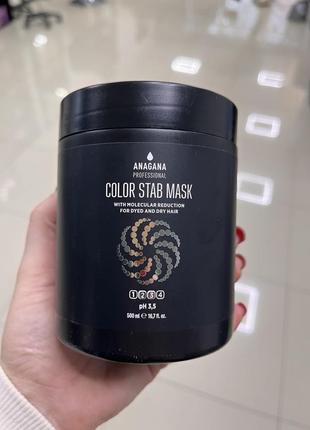 ANAGANA
PROFESSIONAL
COLOR STAB MASK
WITH MOLECULAR REDUCTION
FOR DYED AND DRY HAIR
1 2 3 4
pH 3,5
500 ml | 16,7 fl. oz.